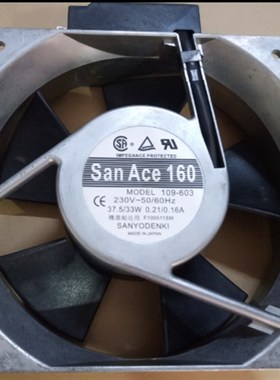 IMPEDANCE PROTECTED
San Ace 160
MODEL 109-603
CE 230V~50/60Hz
37.5/33W 0.21/0.16A
SANYODENKI
MADE IN JAPAN